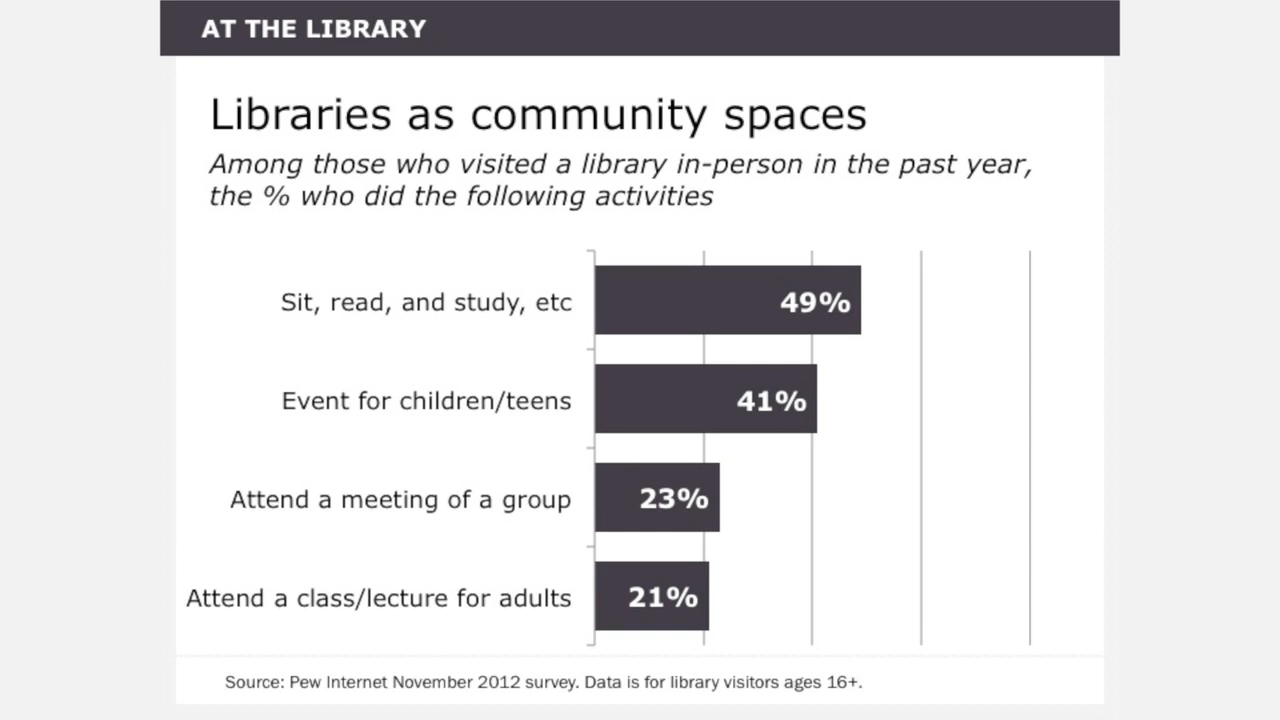 AT THE LIBRARY
Libraries as community spaces
Among those who visited a library in-person in the past year,
the % who did the following activities
Sit, read, and study, etc
49%
Event for children/teens
41%
Attend a meeting of a group
23%
Attend a class/lecture for adults
21%
Source: Pew Internet November 2012 survey. Data is for library visitors ages 16+.